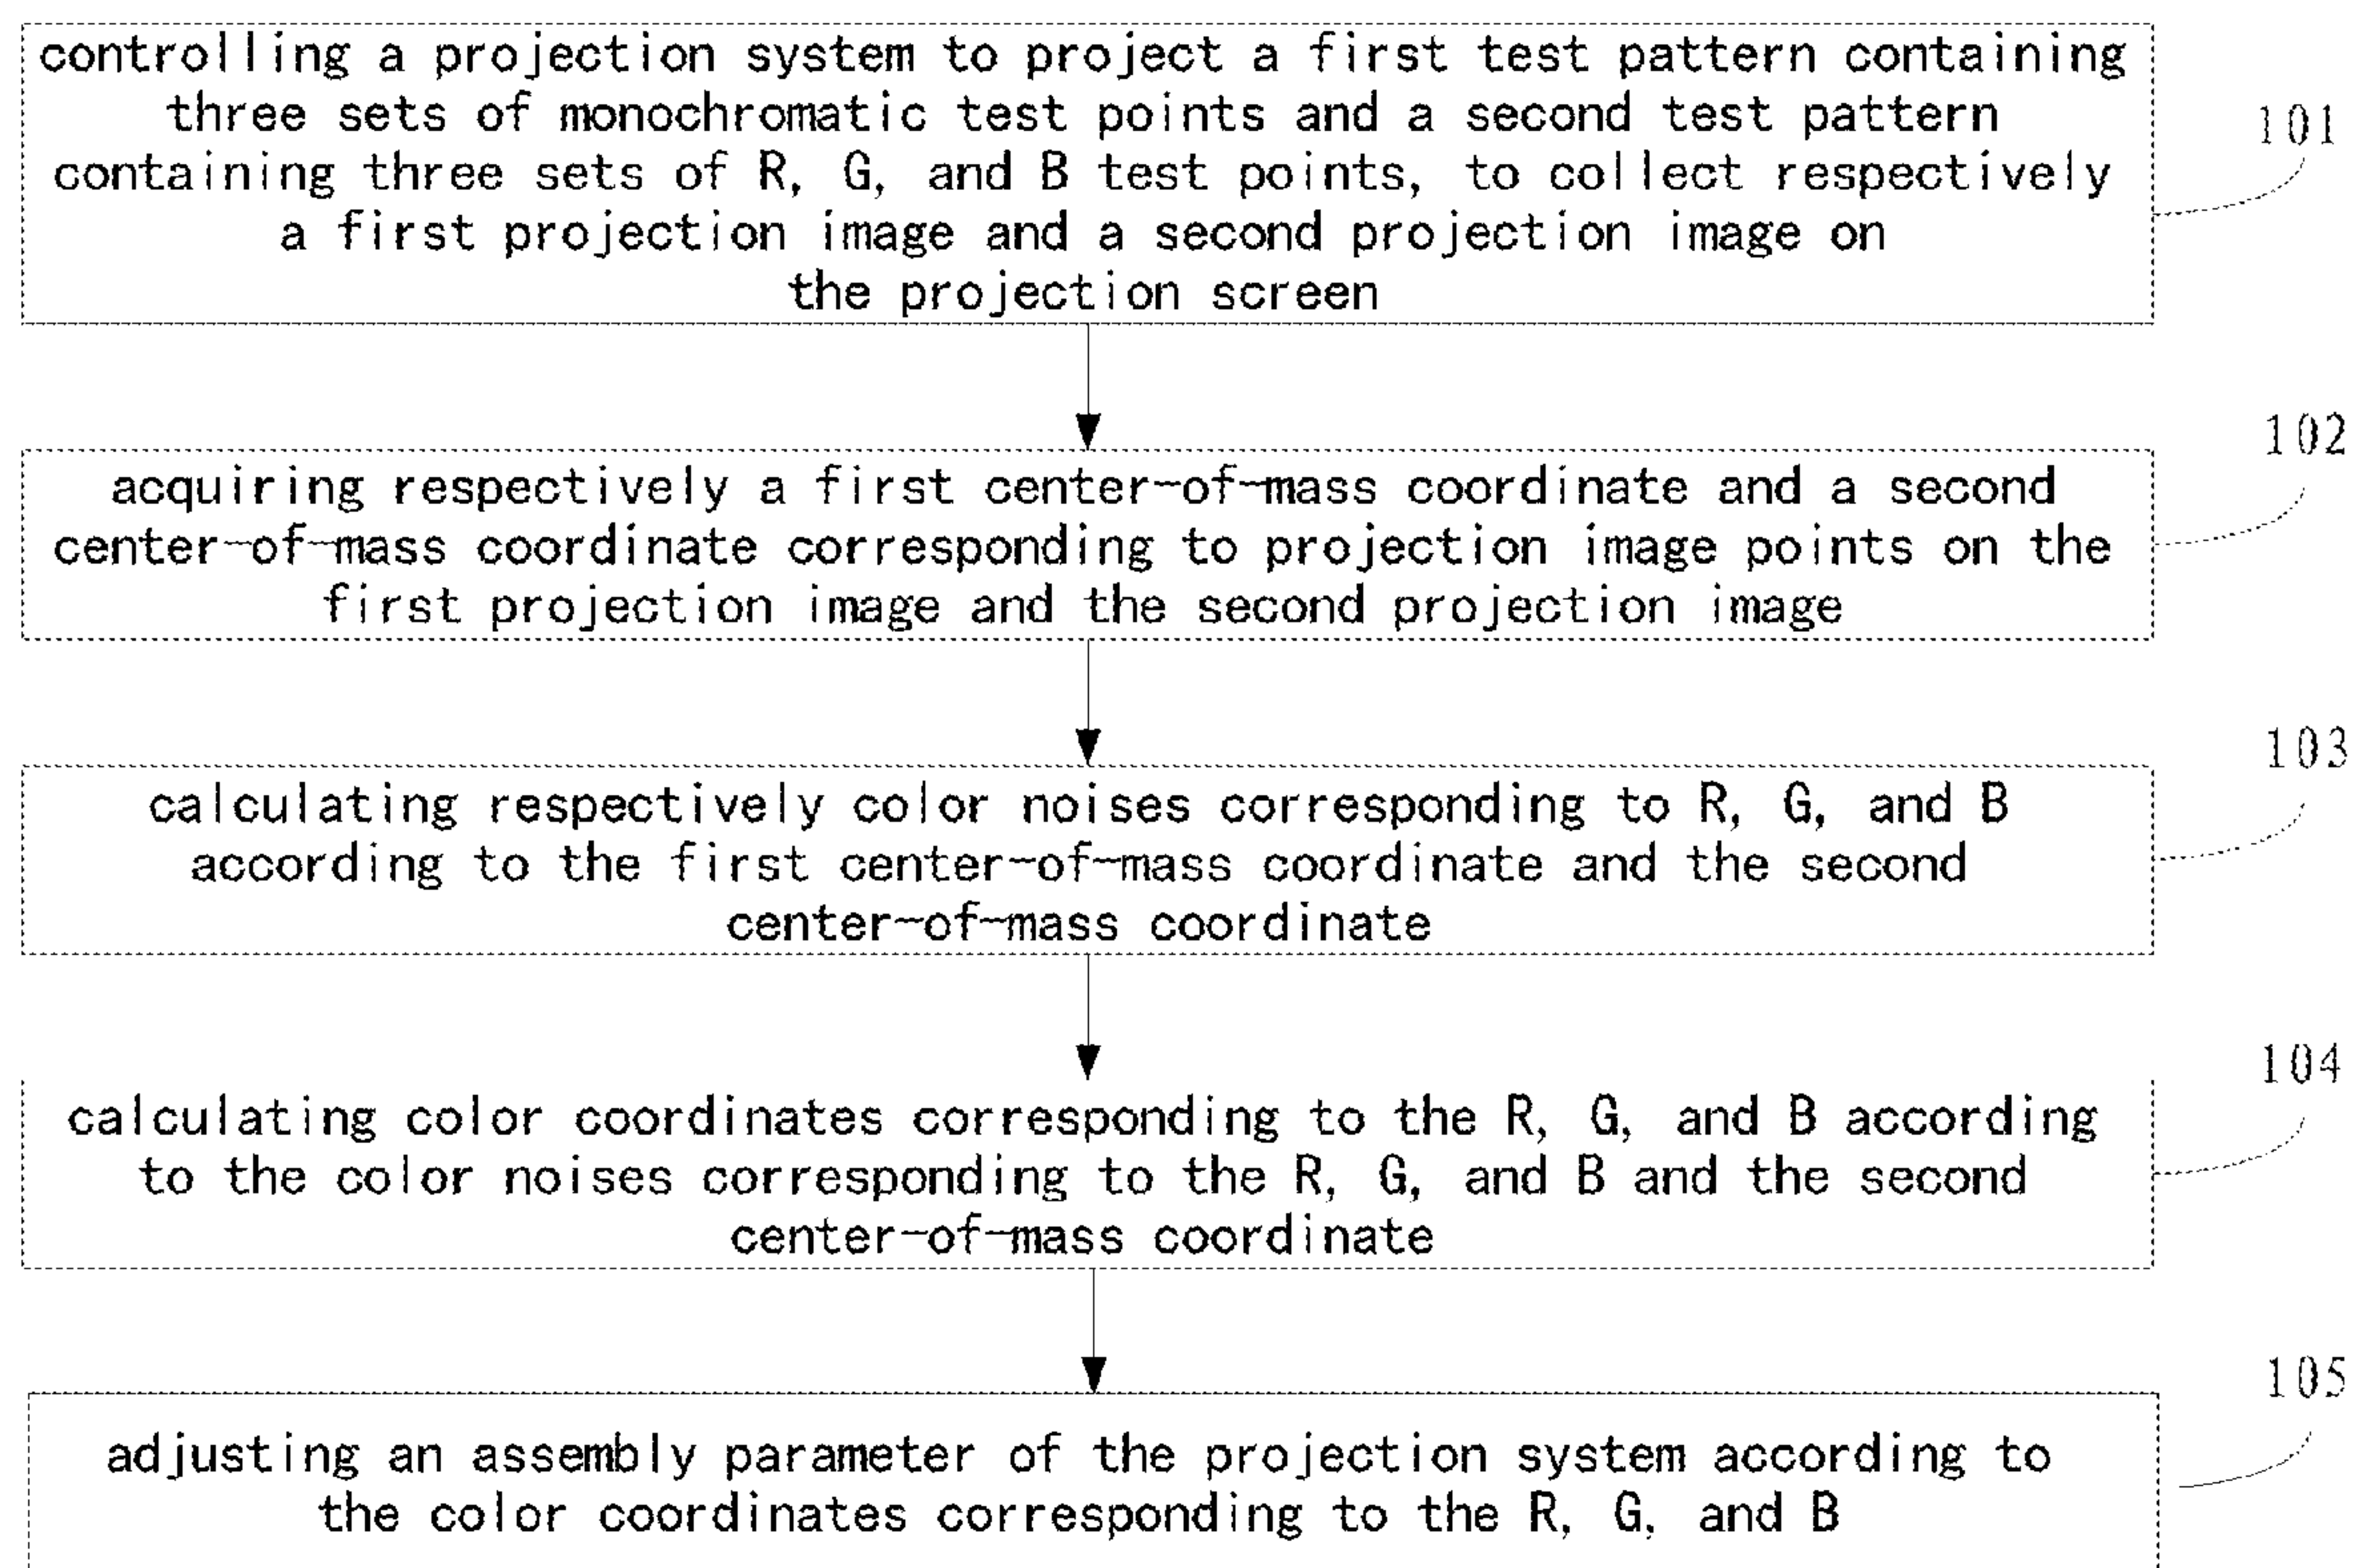 controlling a projection system to project a first test pattern containing
three sets of monochromatic test points and a second test pattern
101
containing three sets of R, G, and B test points, to collect respectively
a first projection image and a second projection image on
the projection screen
102
acquiring respectively a first center-of-mass coordinate and a second
center-of-mass coordinate corresponding to projection image points on the
first projection image and the second projection image
103
calculating respectively color noises corresponding to R, G, and B
according to the first center-of-mass coordinate and the second
center-of-mass coordinate
104
calculating color coordinates corresponding to the R, G, and B according
to the color noises corresponding to the R, G, and B and the second
center-of-mass coordinate
105
adjusting an assembly parameter of the projection system according to
the color coordinates corresponding to the R, G, and B